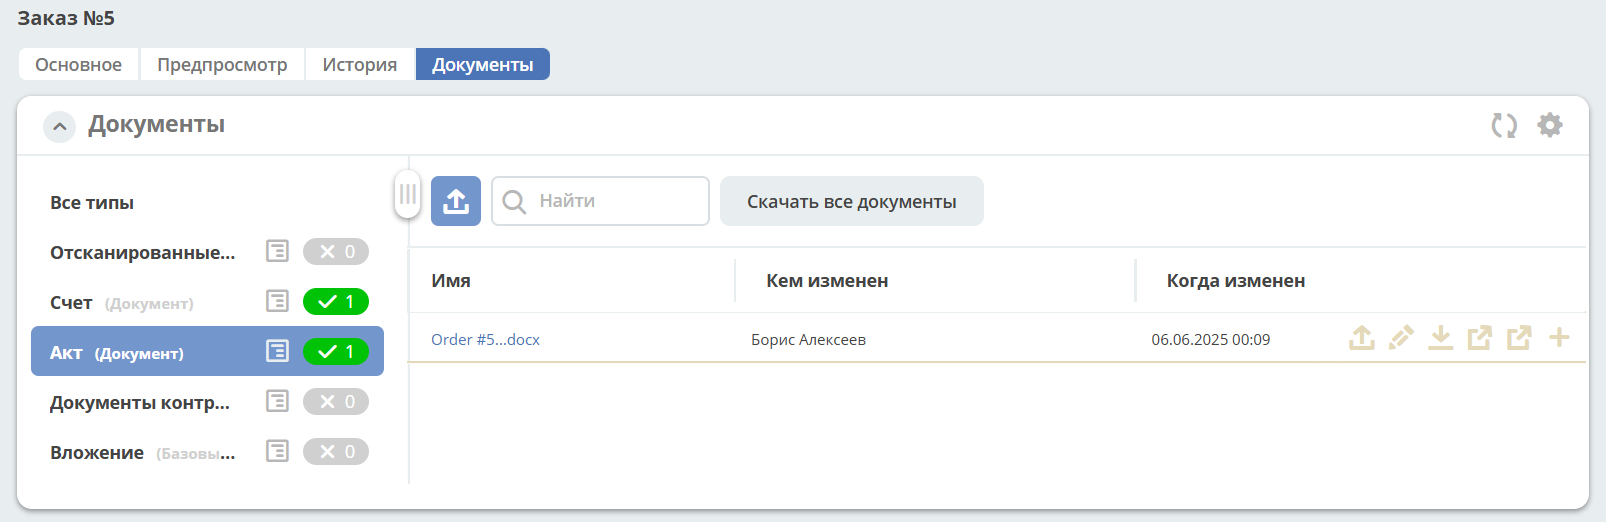 Заказ №5
Основное Предпросмотр История Документы
Документы
Все типы
Отсканированные... 0
Счет (Документ) 1
Акт (Документ) 1
Документы контр... 0
Вложение (Базовы... 0
Найти Скачать все документы
Имя Кем изменен Когда изменен
Order #5...docx Борис Алексеев 06.06.2025 00:09